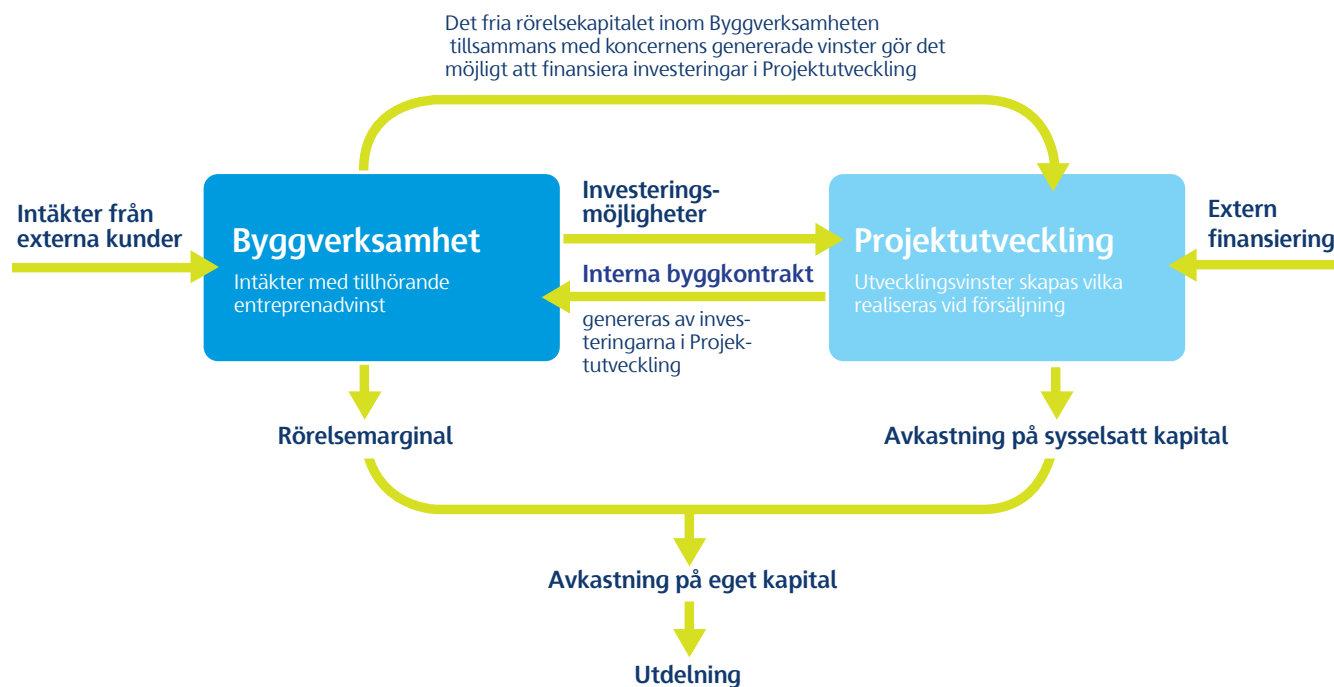 Det fria rörelsekapitalet inom Byggverksamheten
tillsammans med koncernens genererade vinster gör det
möjligt att finansiera investeringar i Projektutveckling
Intäkter från
externa kunder
Byggverksamhet
Intäkter med tillhörande
entreprenadvinst
Investerings-
möjligheter
Interna byggkontrakt
genereras av inves-
teringarna i Projek-
tutveckling
Projektutveckling
Utvecklingsvinster skapas vilka
realiseras vid försäljning
Extern
finansiering
Rörelsemarginal
Avkastning på sysselsatt kapital
Avkastning på eget kapital
Utdelning